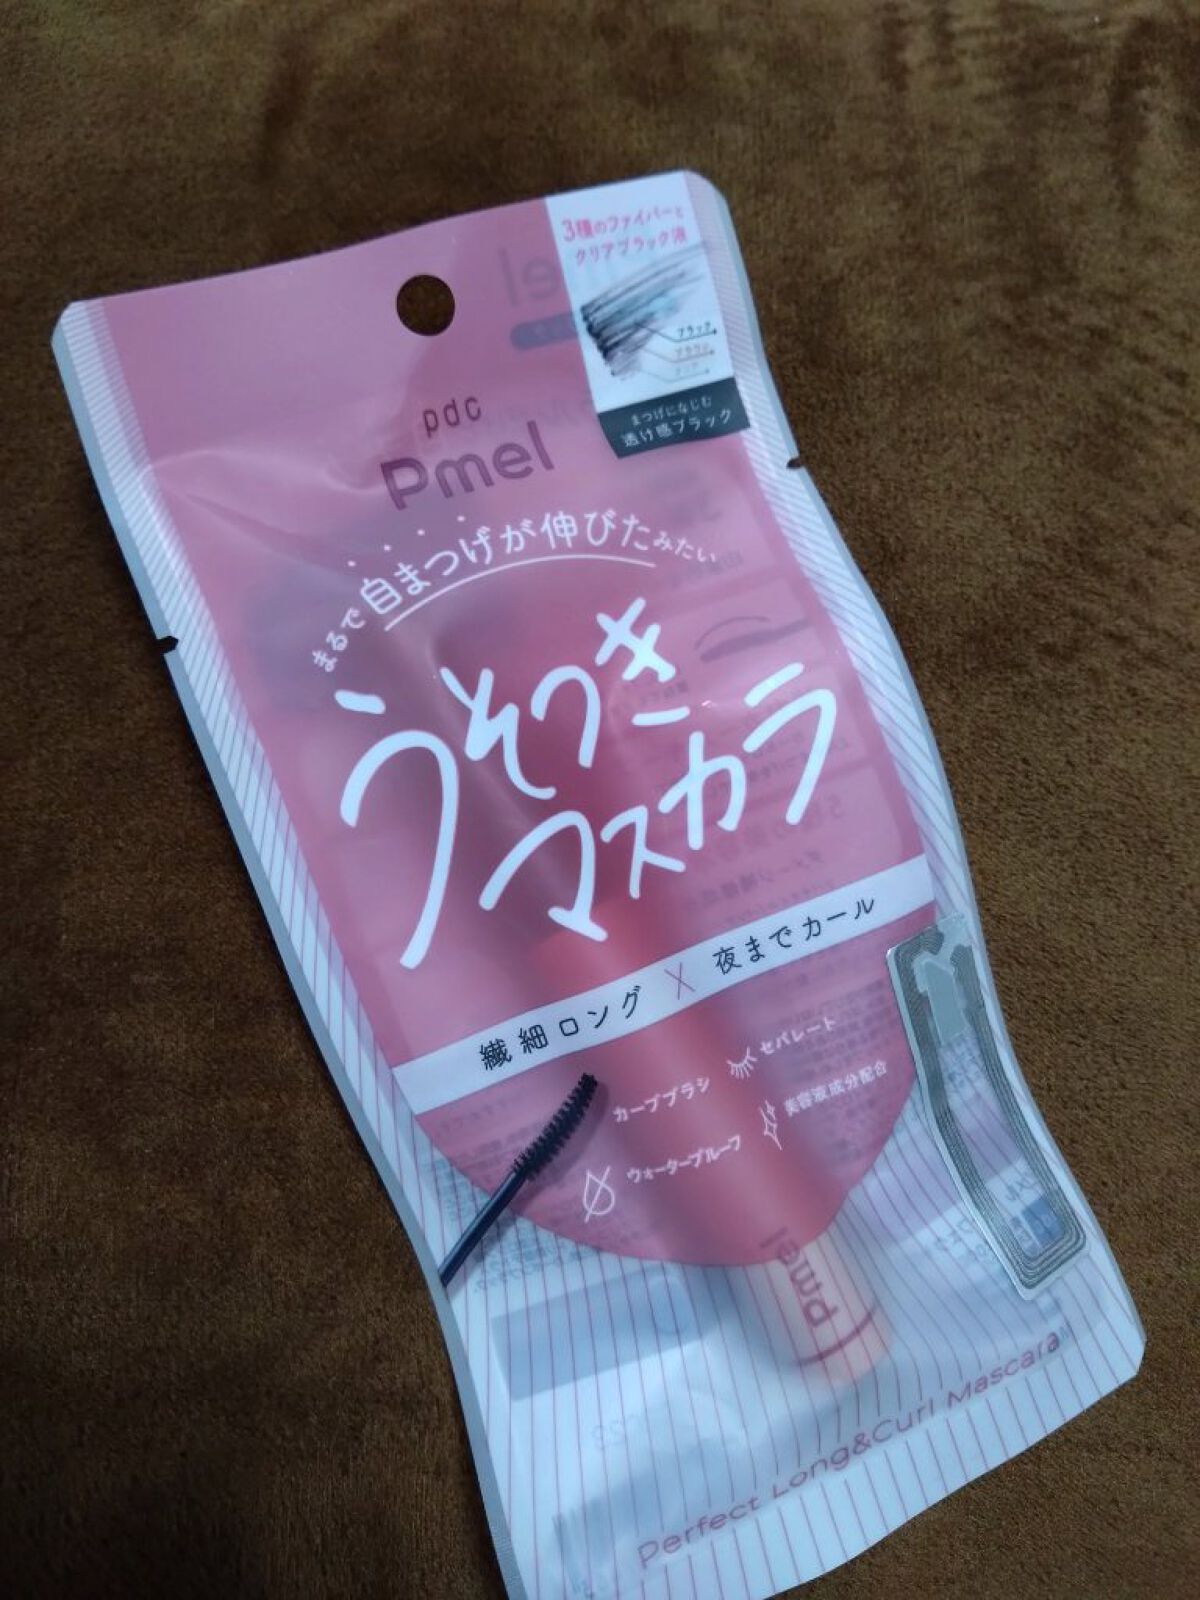 3種のファイバーと
クリアブラック液
ブラック
ブラウン
クリア
まつげになじむ
透け感ブラック
pdc
Pmel
まるで自まつげが伸びたみたい
うそつき
マスカラ
繊細ロング×夜までカール
カーブブラシ
セパレート
ウォータープルーフ
美容液成分配合
Pmel
Perfect Long&Curl Mascara